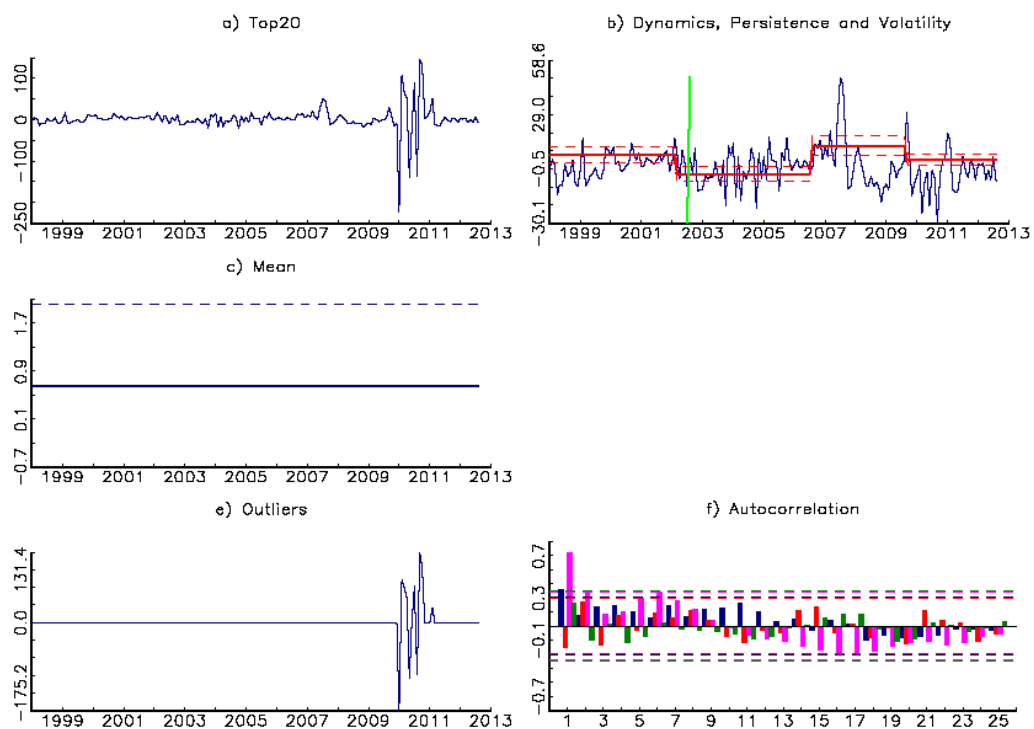 a) Top20
100
0
-100
-250
1999 2001 2003 2005 2007 2009 2011 2013
b) Dynamics, Persistence and Volatility
58.6
29.0
-0.5
-30.1
1999 2001 2003 2005 2007 2009 2011 2013
c) Mean
1.7
0.9
0.1
-0.7
1999 2001 2003 2005 2007 2009 2011 2013
e) Outliers
131.4
0.0
-175.2
1999 2001 2003 2005 2007 2009 2011 2013
f) Autocorrelation
0.7
0.3
-0.1
-0.7
1 3 5 7 9 11 13 15 17 19 21 23 25